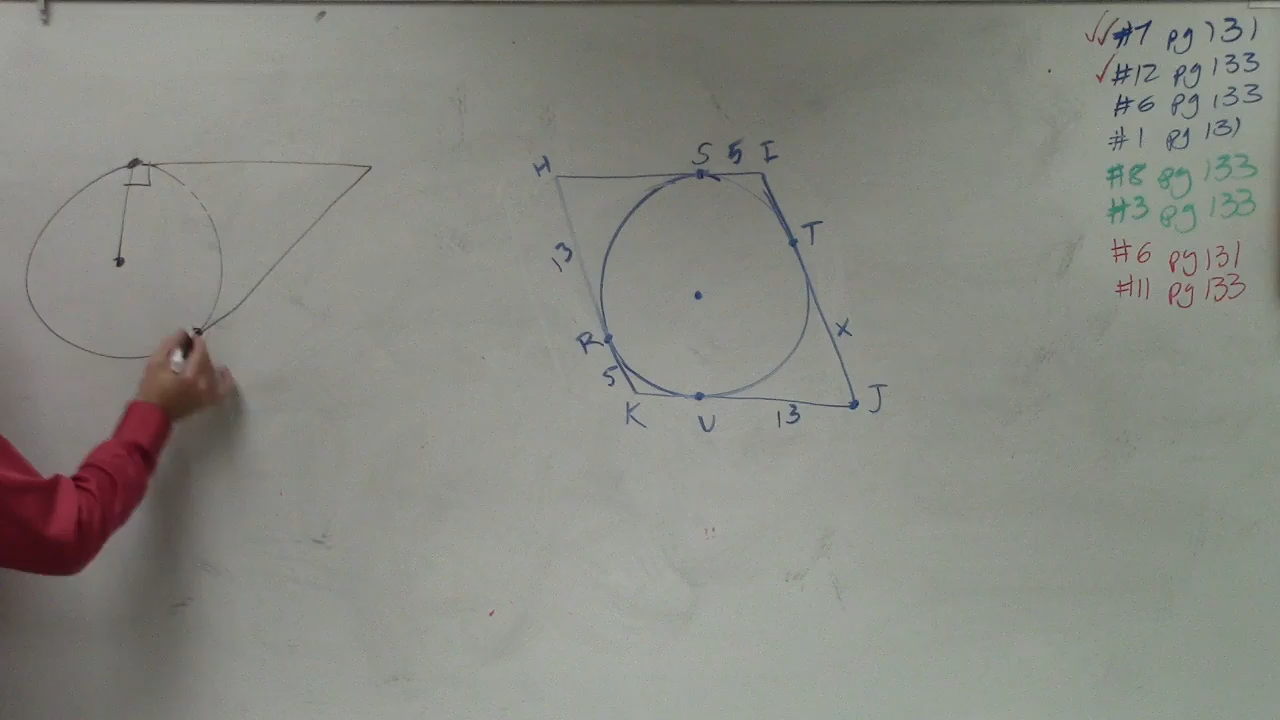 #7 pg 131
#12 pg 133
#6 pg 133
#1 pg 131
#8 pg 133
#3 pg 133
#6 pg 131
#11 pg 133
H S 5 I
13 T
R X
5
K U 13 J